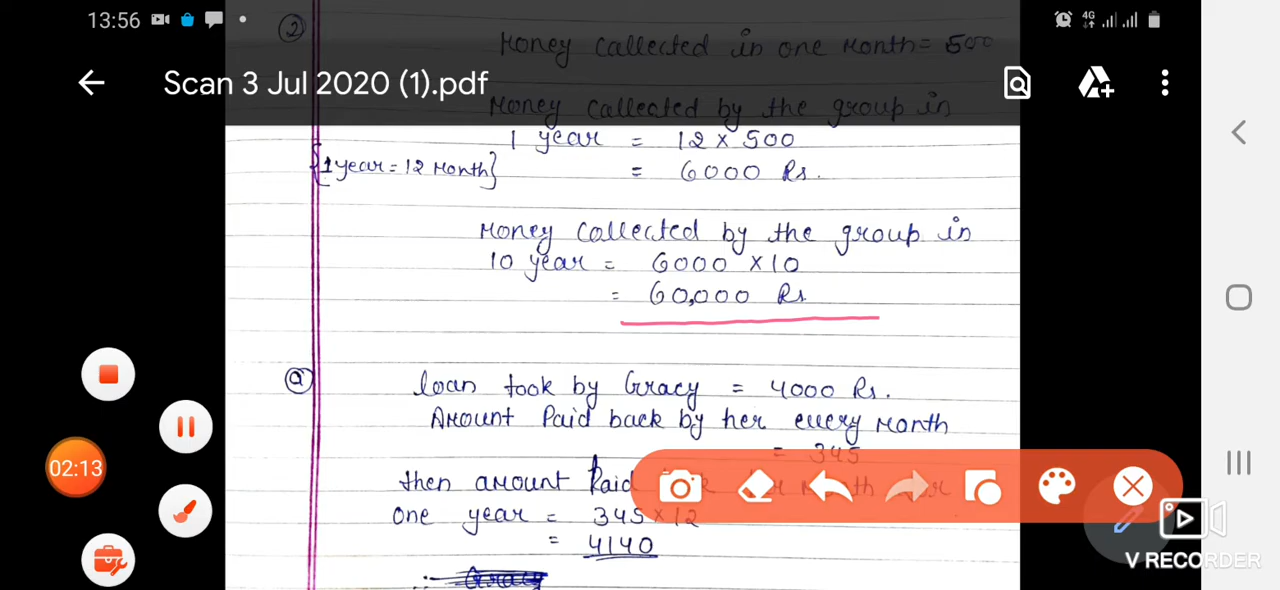 13:56
②
Money collected in one Month = 500
Scan 3 Jul 2020 (1).pdf
Money collected by the group in
1 year = 12 × 500
{1 year = 12 Month}
= 6000 Rs.
Money collected by the group in
10 year = 6000 × 10
= 60,000 Rs
ⓐ
loan took by Gracy = 4000 Rs.
Amount Paid back by her every Month
= 345
then amount Paid
one year = 345 × 12
= 4140
02:13
V RECORDER